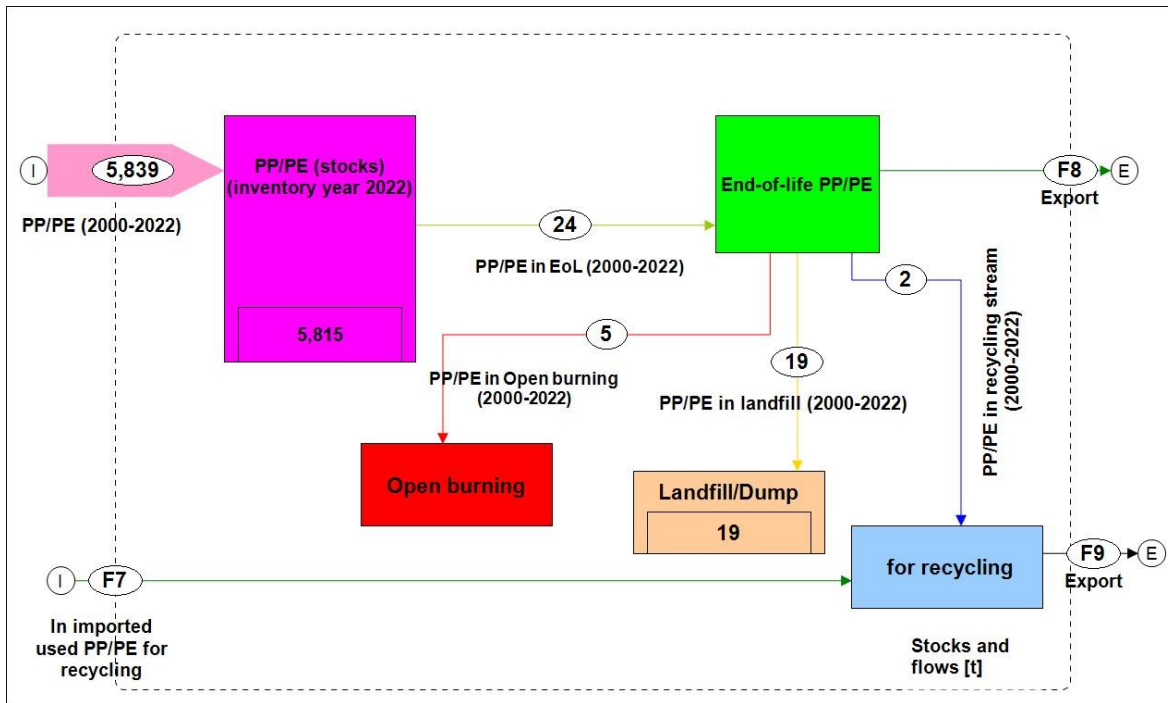 I
5,839
PP/PE (2000-2022)
PP/PE (stocks)
(inventory year 2022)
5,815
24
PP/PE in EoL (2000-2022)
End-of-life PP/PE
F8
E
Export
2
PP/PE in recycling stream
(2000-2022)
5
PP/PE in Open burning
(2000-2022)
19
PP/PE in landfill (2000-2022)
Open burning
Landfill/Dump
19
I
F7
In imported
used PP/PE for
recycling
for recycling
F9
E
Export
Stocks and
flows [t]